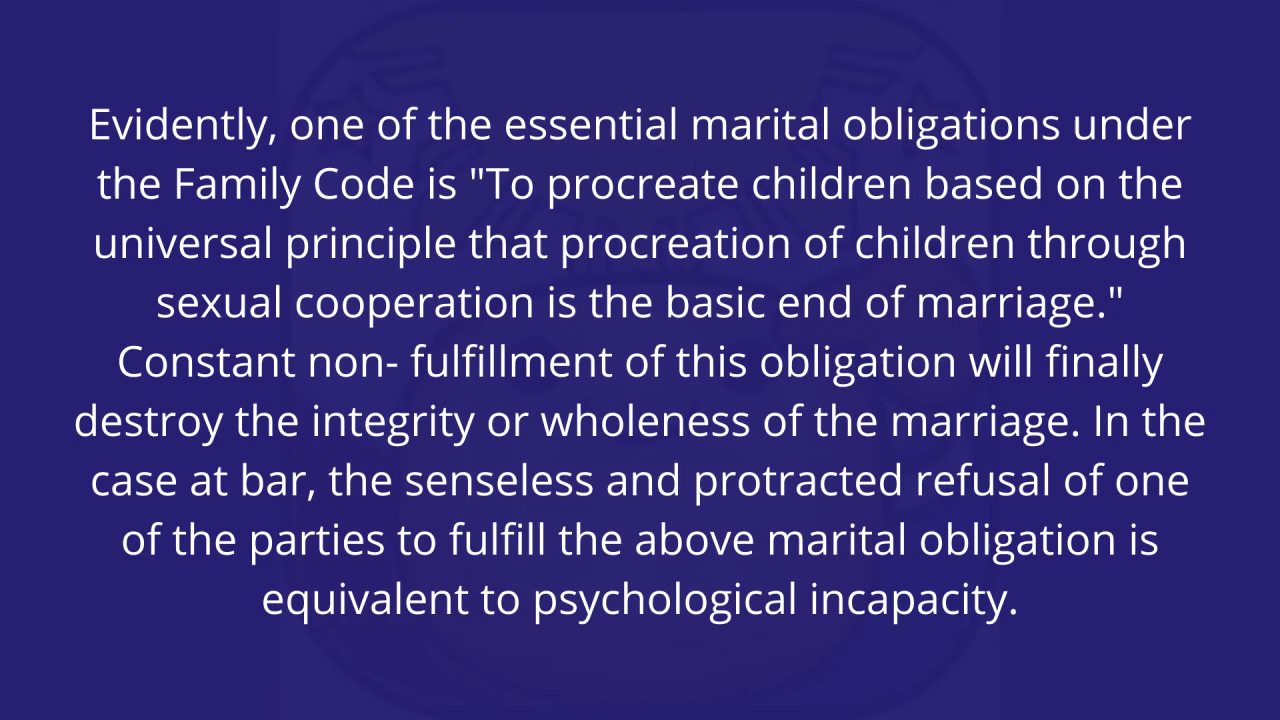 Evidently, one of the essential marital obligations under
the Family Code is "To procreate children based on the
universal principle that procreation of children through
sexual cooperation is the basic end of marriage."
Constant non- fulfillment of this obligation will finally
destroy the integrity or wholeness of the marriage. In the
case at bar, the senseless and protracted refusal of one
of the parties to fulfill the above marital obligation is
equivalent to psychological incapacity.